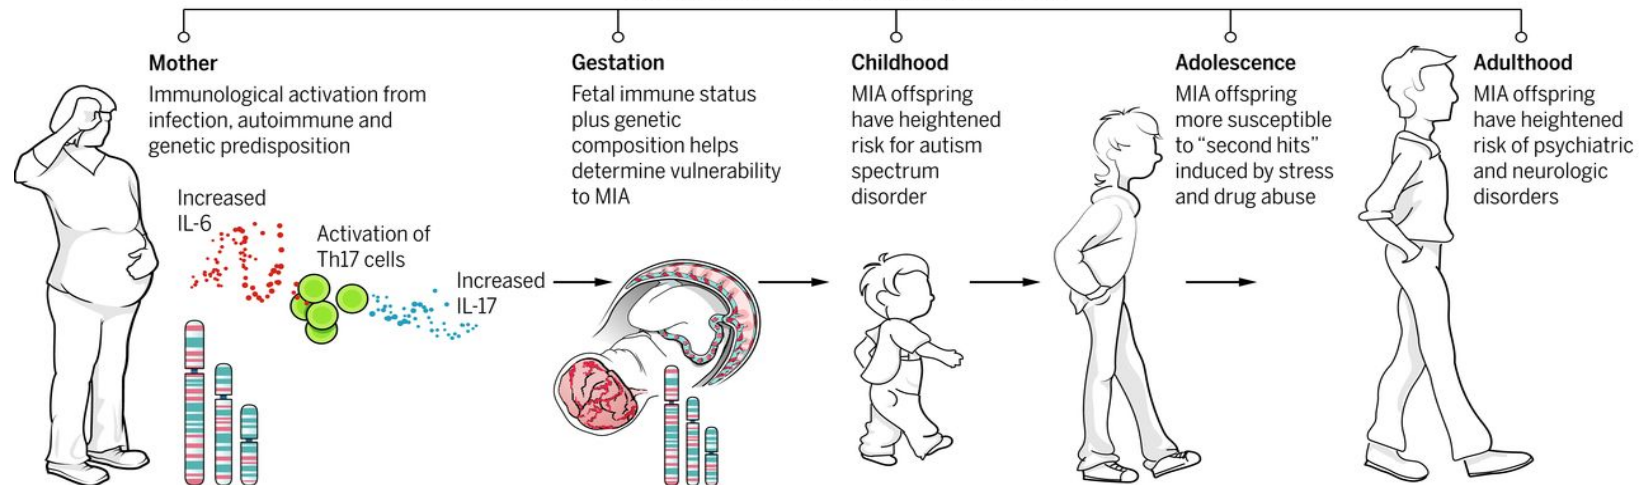 Mother
Immunological activation from
infection, autoimmune and
genetic predisposition
Increased
IL-6
Activation of
Th17 cells
Increased
IL-17
Gestation
Fetal immune status
plus genetic
composition helps
determine vulnerability
to MIA
Childhood
MIA offspring
have heightened
risk for autism
spectrum
disorder
Adolescence
MIA offspring
more susceptible
to “second hits”
induced by stress
and drug abuse
Adulthood
MIA offspring
have heightened
risk of psychiatric
and neurologic
disorders